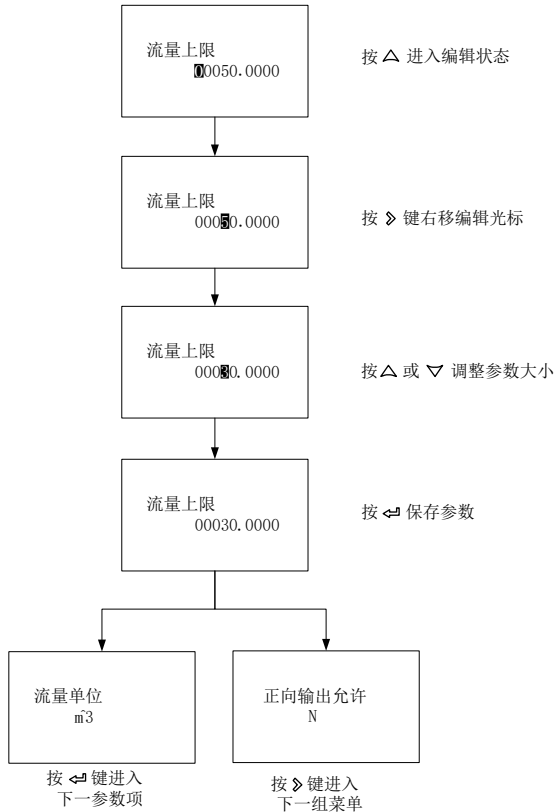 流量上限
00050.0000
按 △ 进入编辑状态
流量上限
00050.0000
按 》 键右移编辑光标
流量上限
00030.0000
按 △ 或 ▽ 调整参数大小
流量上限
00030.0000
按 ↵ 保存参数
流量单位
m^3
正向输出允许
N
按 ↵ 键进入
下一参数项
按 》 键进入
下一组菜单